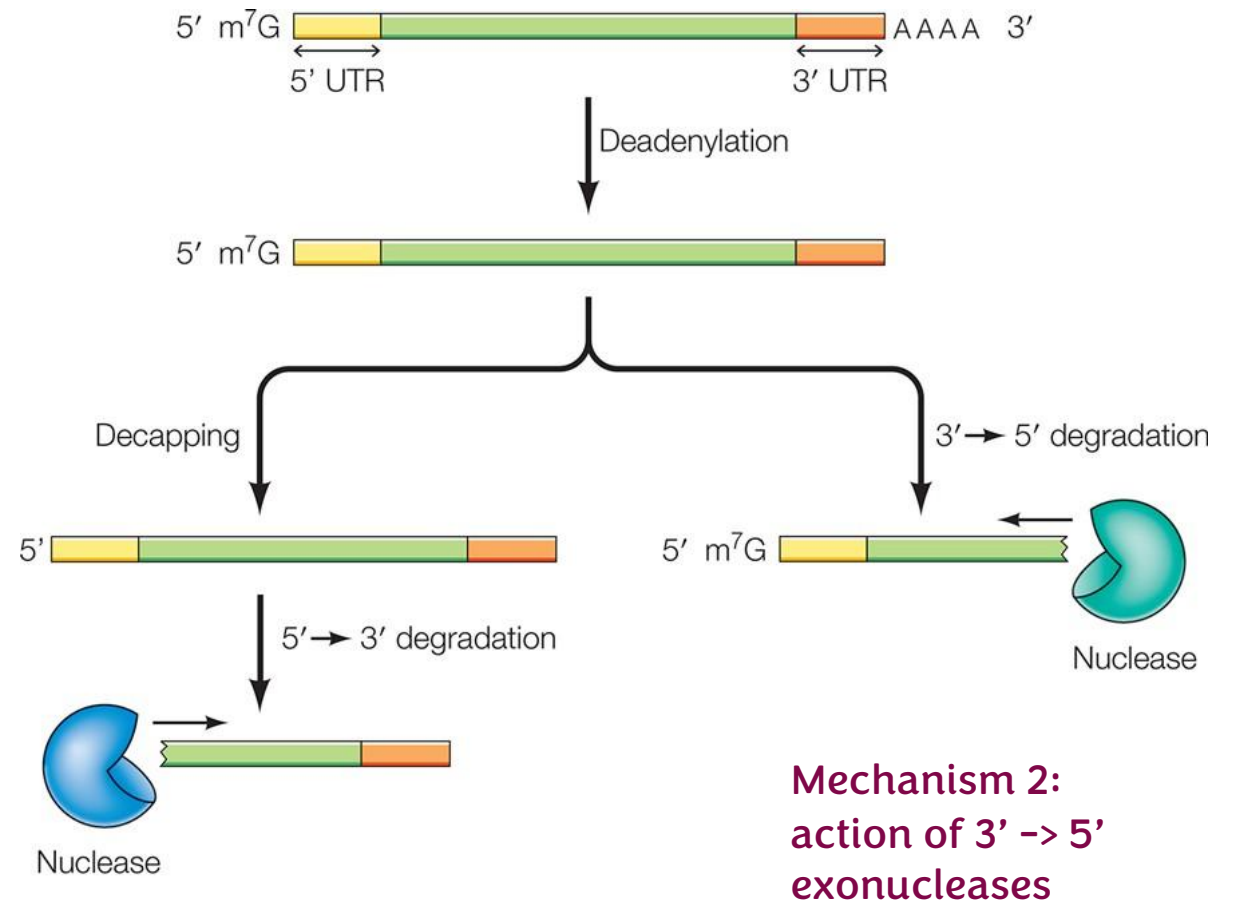 5′ m⁷G AAAA 3′
5' UTR 3′ UTR
Deadenylation
5′ m⁷G
Decapping
3′→ 5′ degradation
5'
5′ m⁷G
5′→ 3′ degradation
Nuclease
Nuclease
Mechanism 2:
action of 3’ -> 5’
exonucleases